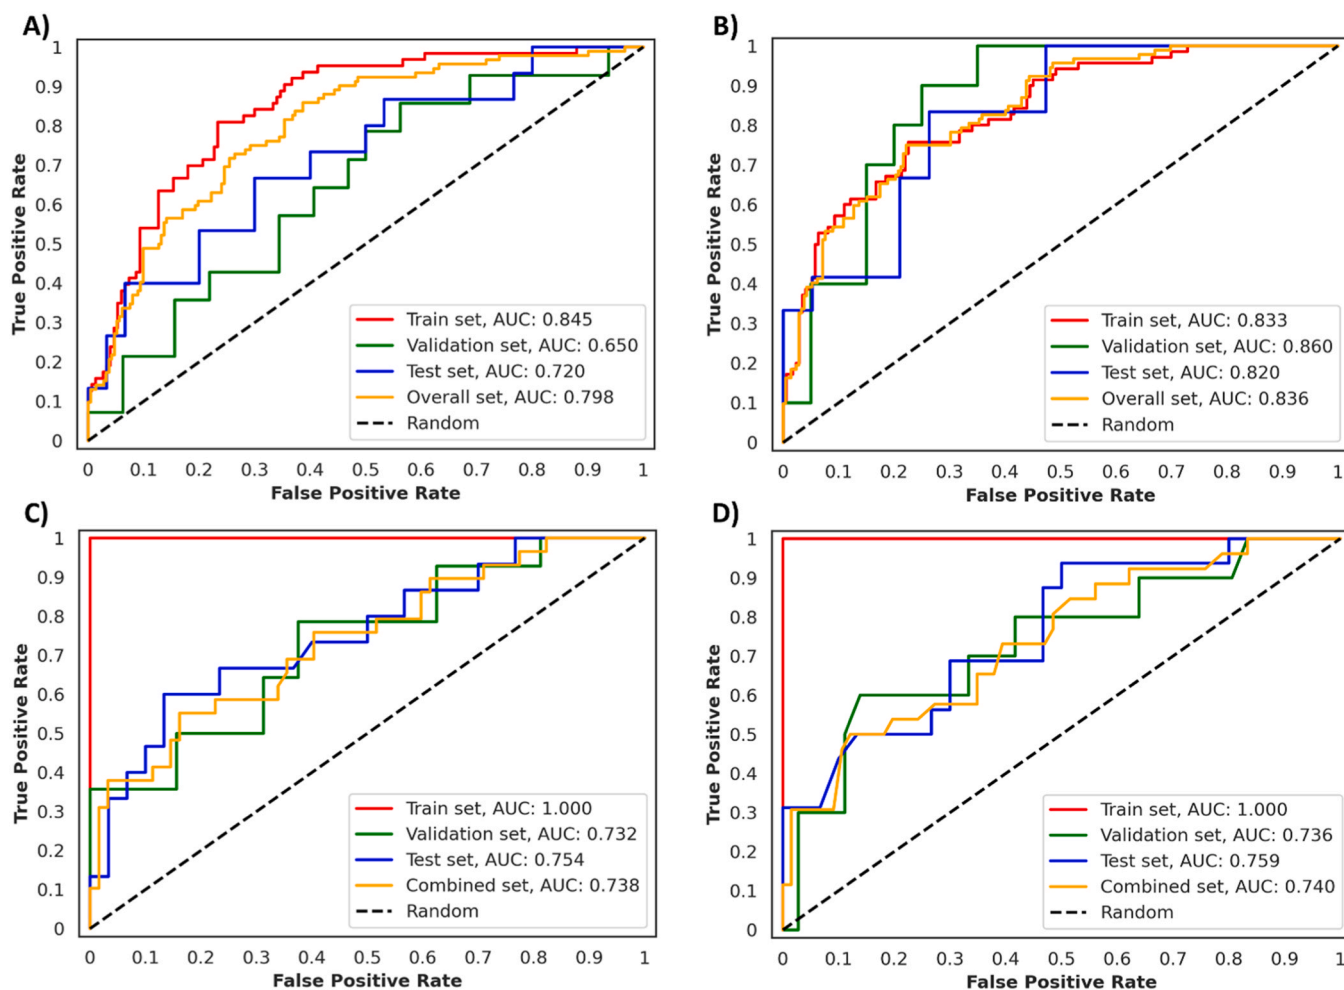 A)
True Positive Rate
1
0.9
0.8
0.7
0.6
0.5
0.4
0.3
0.2
0.1
0
Train set, AUC: 0.845
Validation set, AUC: 0.650
Test set, AUC: 0.720
Overall set, AUC: 0.798
Random
0 0.1 0.2 0.3 0.4 0.5 0.6 0.7 0.8 0.9 1
False Positive Rate
B)
True Positive Rate
1
0.9
0.8
0.7
0.6
0.5
0.4
0.3
0.2
0.1
0
Train set, AUC: 0.833
Validation set, AUC: 0.860
Test set, AUC: 0.820
Overall set, AUC: 0.836
Random
0 0.1 0.2 0.3 0.4 0.5 0.6 0.7 0.8 0.9 1
False Positive Rate
C)
True Positive Rate
1
0.9
0.8
0.7
0.6
0.5
0.4
0.3
0.2
0.1
0
Train set, AUC: 1.000
Validation set, AUC: 0.732
Test set, AUC: 0.754
Combined set, AUC: 0.738
Random
0 0.1 0.2 0.3 0.4 0.5 0.6 0.7 0.8 0.9 1
False Positive Rate
D)
True Positive Rate
1
0.9
0.8
0.7
0.6
0.5
0.4
0.3
0.2
0.1
0
Train set, AUC: 1.000
Validation set, AUC: 0.736
Test set, AUC: 0.759
Combined set, AUC: 0.740
Random
0 0.1 0.2 0.3 0.4 0.5 0.6 0.7 0.8 0.9 1
False Positive Rate